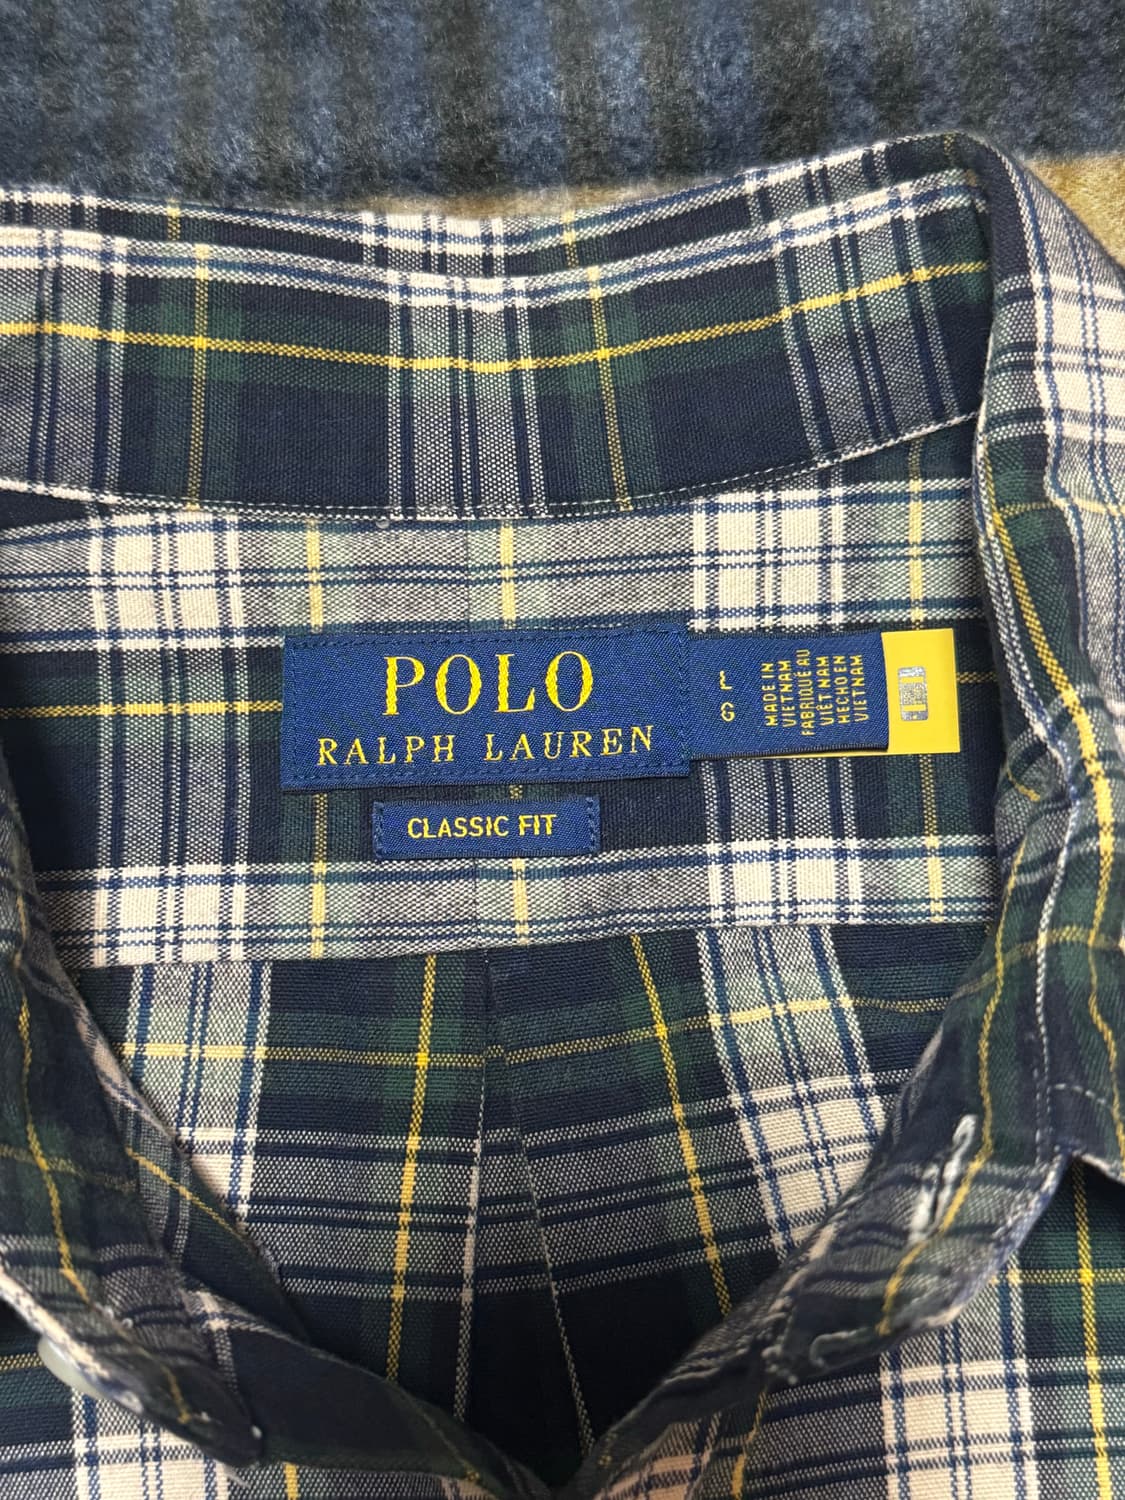 POLO
RALPH LAUREN
CLASSIC FIT
L
G
MADE IN
VIETNAM
FABRIQUÉ AU
VIÊT NAM
HECHO EN
VIETNAM